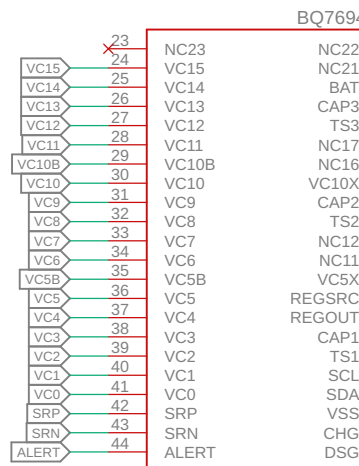 BQ7694
23 NC23 NC22
VC15 24 VC15 NC21
VC14 25 VC14 BAT
VC13 26 VC13 CAP3
VC12 27 VC12 TS3
VC11 28 VC11 NC17
VC10B 29 VC10B NC16
VC10 30 VC10 VC10X
VC9 31 VC9 CAP2
VC8 32 VC8 TS2
VC7 33 VC7 NC12
VC6 34 VC6 NC11
VC5B 35 VC5B VC5X
VC5 36 VC5 REGSRC
VC4 37 VC4 REGOUT
VC3 38 VC3 CAP1
VC2 39 VC2 TS1
VC1 40 VC1 SCL
VC0 41 VC0 SDA
SRP 42 SRP VSS
SRN 43 SRN CHG
ALERT 44 ALERT DSG